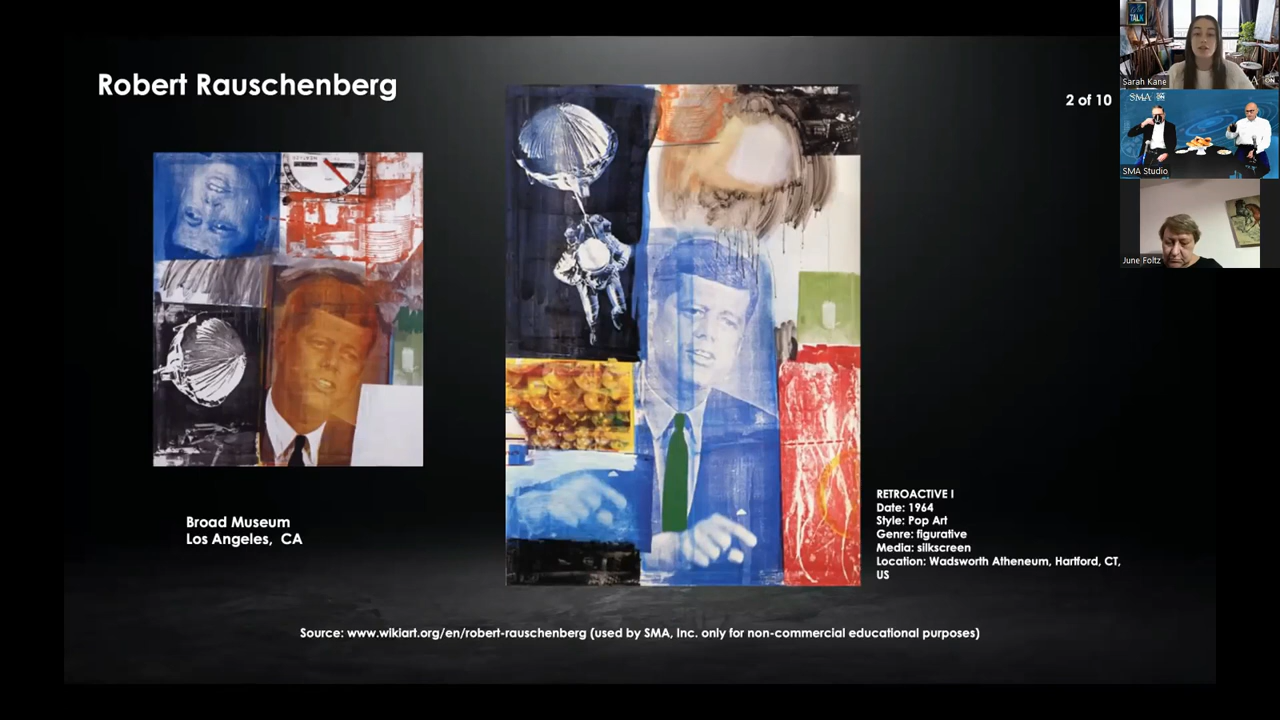 Robert Rauschenberg
2 of 10
TALK
Sarah Kane
SMA
SMA Studio
June Foltz
Broad Museum
Los Angeles, CA
RETROACTIVE I
Date: 1964
Style: Pop Art
Genre: figurative
Media: silkscreen
Location: Wadsworth Atheneum, Hartford, CT,
US
Source: www.wikiart.org/en/robert-rauschenberg (used by SMA, Inc. only for non-commercial educational purposes)